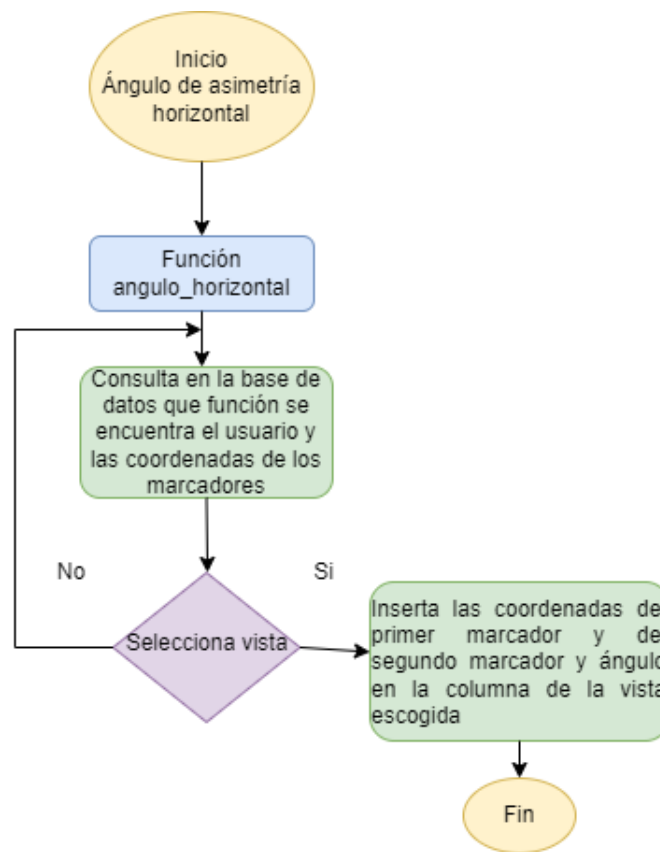 Inicio
Ángulo de asimetría
horizontal
Función
angulo_horizontal
Consulta en la base de
datos que función se
encuentra el usuario y
las coordenadas de los
marcadores
No
Si
Selecciona vista
Inserta las coordenadas de
primer marcador y de
segundo marcador y ángulo
en la columna de la vista
escogida
Fin